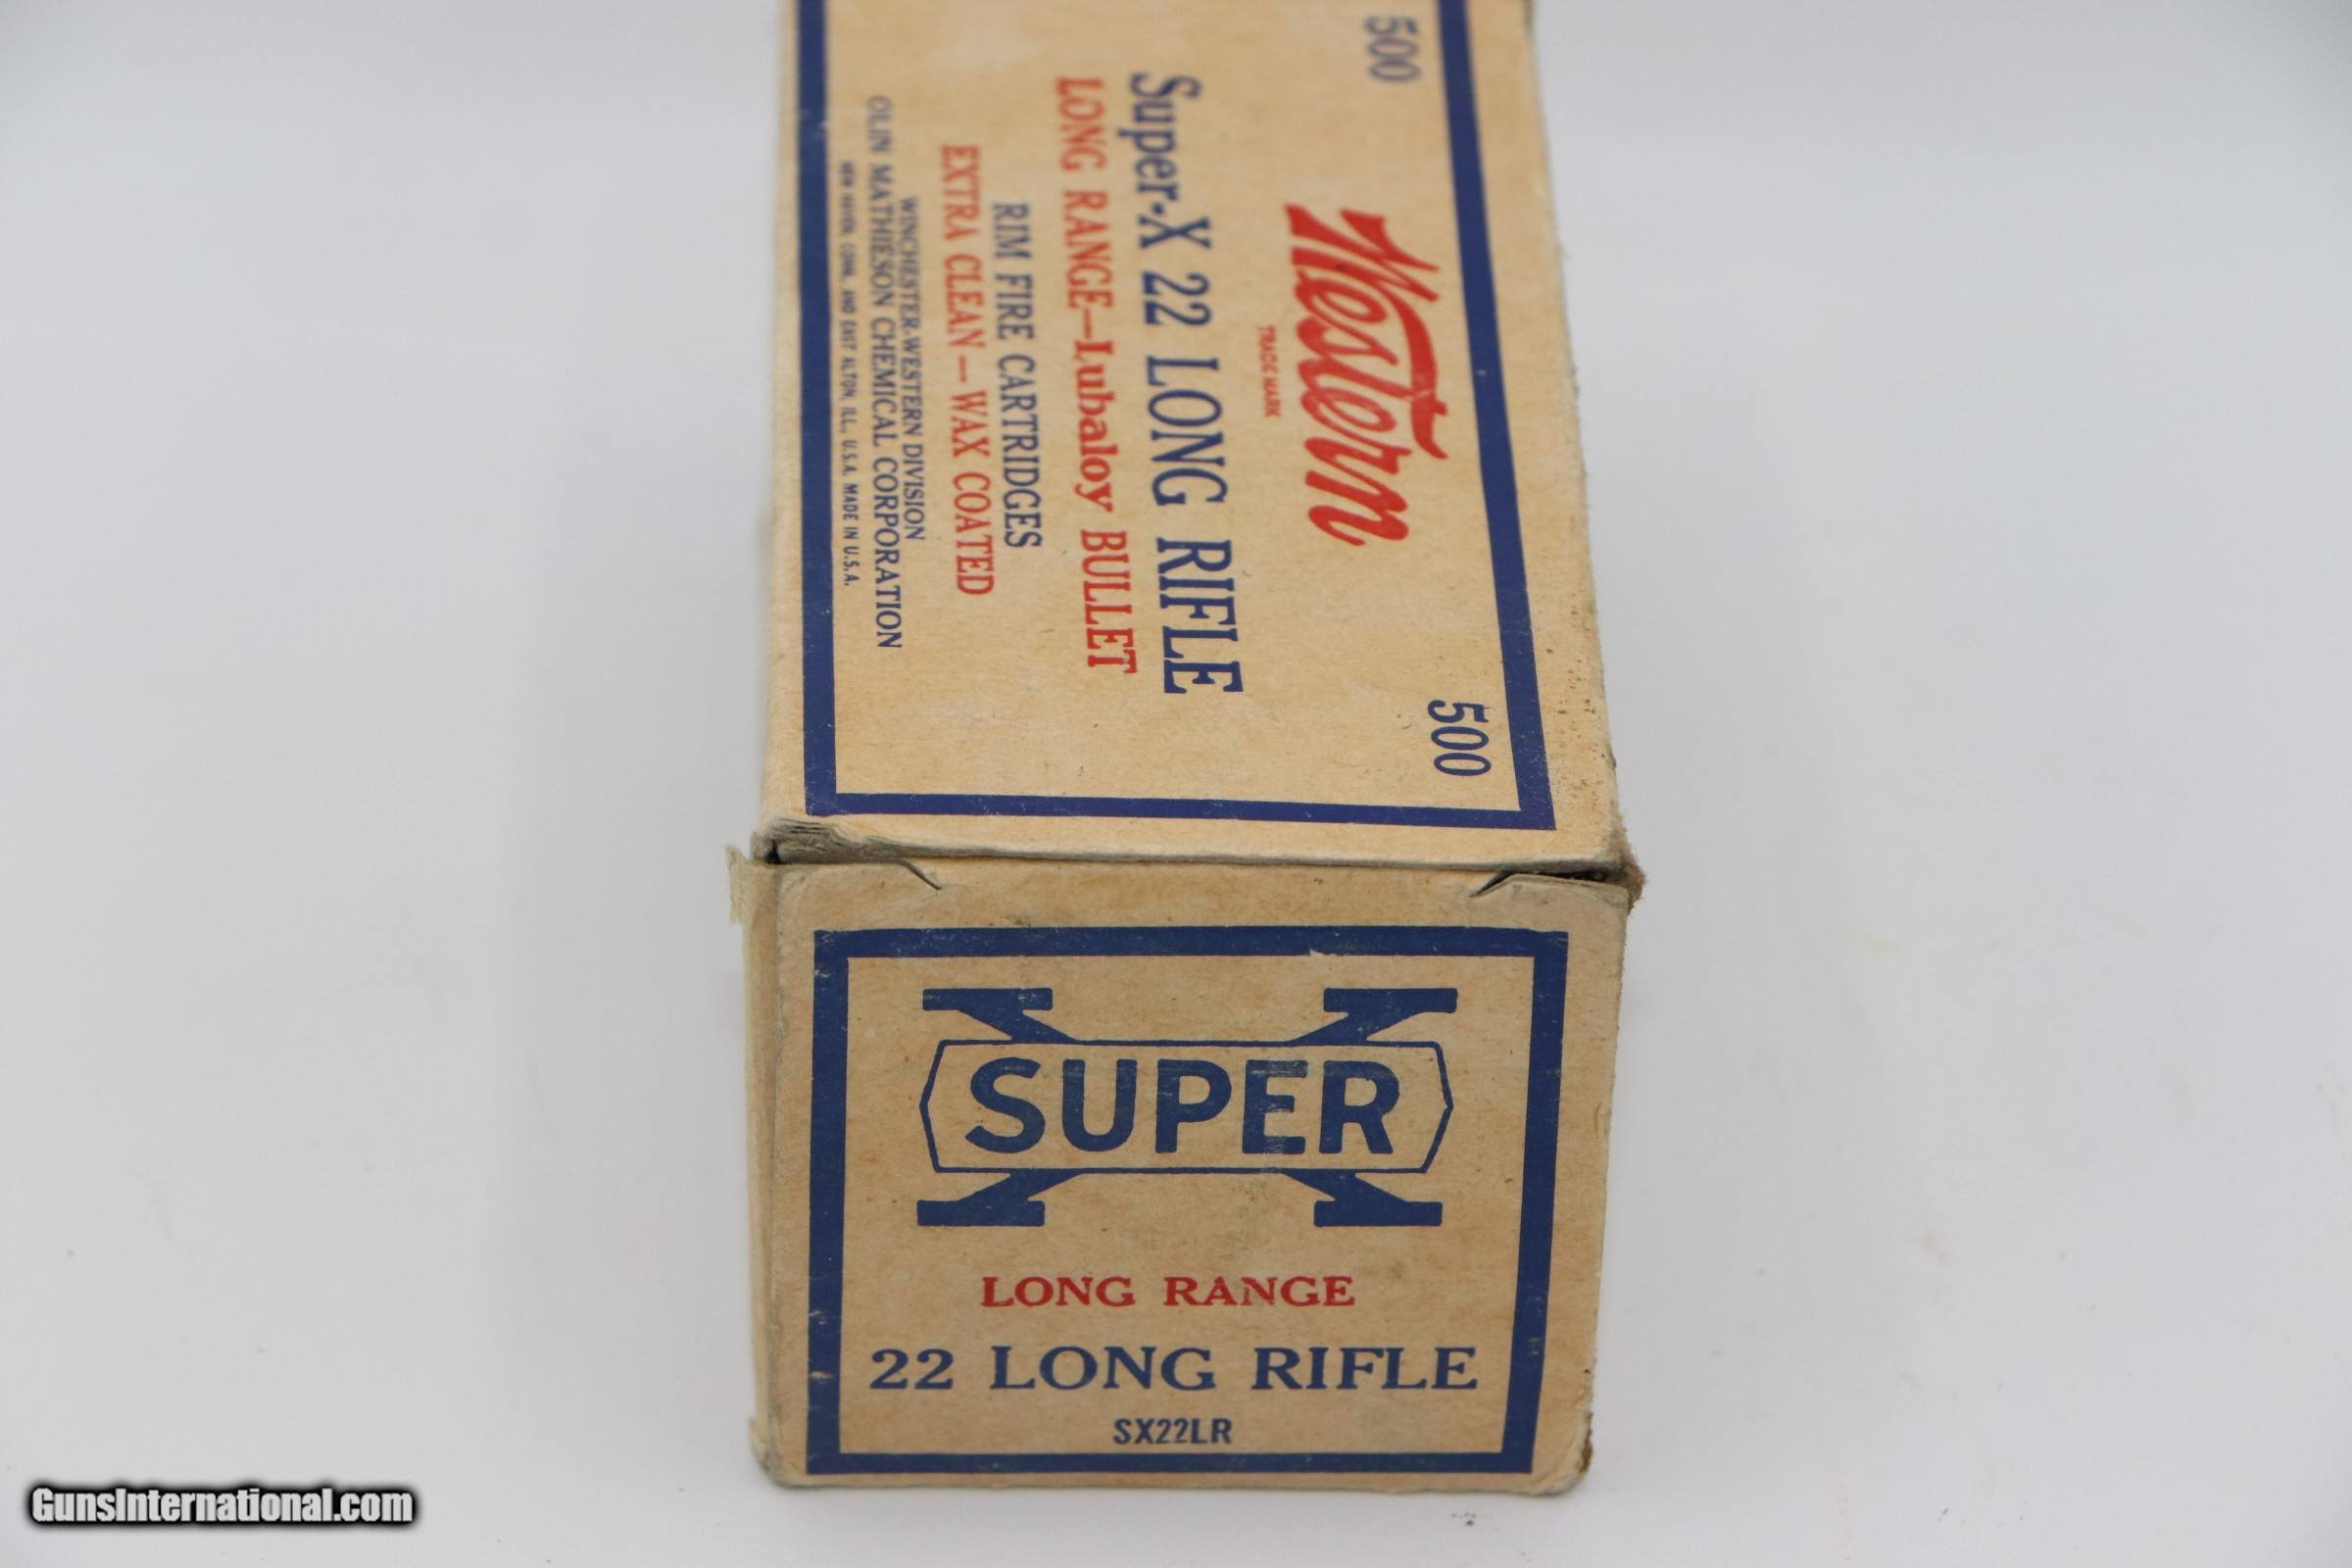 500
500
Western
TRADE MARK
Super-X 22 LONG RIFLE
LONG RANGE—Lubaloy BULLET
RIM FIRE CARTRIDGES
EXTRA CLEAN—WAX COATED
WINCHESTER-WESTERN DIVISION
OLIN MATHIESON CHEMICAL CORPORATION
NEW HAVEN, CONN. AND EAST ALTON, ILL., U.S.A. MADE IN U.S.A.
SUPER X
LONG RANGE
22 LONG RIFLE
SX22LR
GunsInternational.com